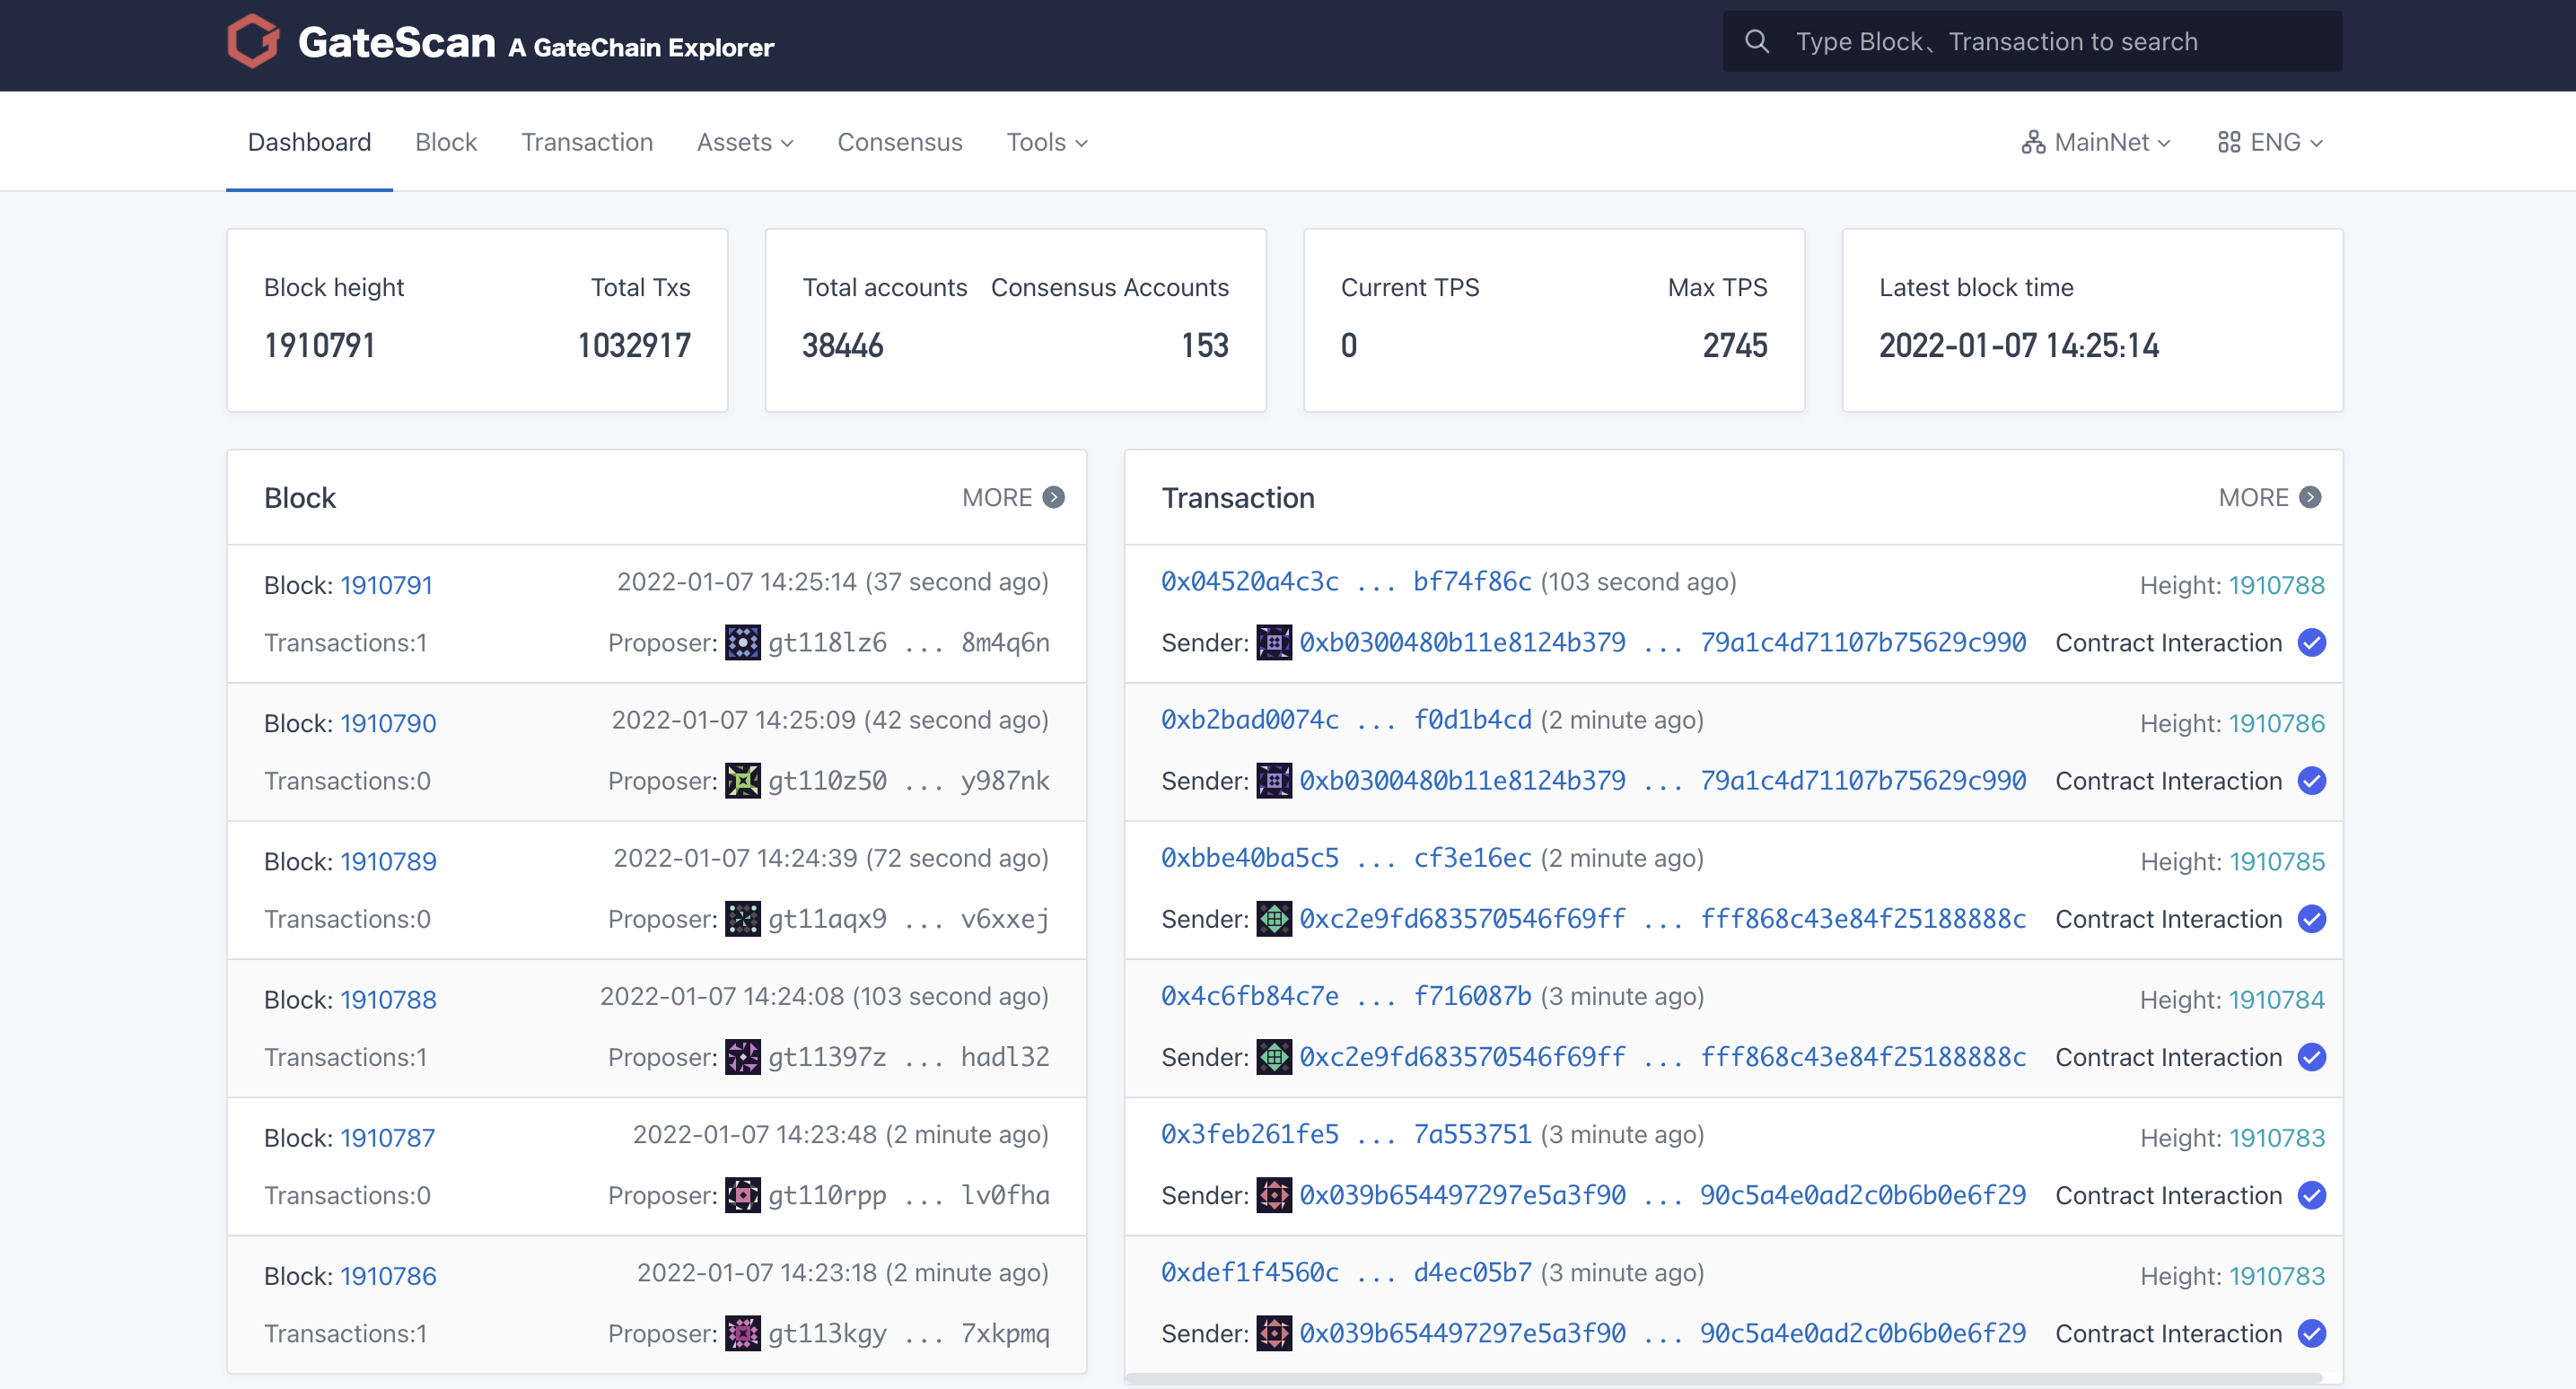 GateScan A GateChain Explorer
Type Block、Transaction to search
Dashboard Block Transaction Assets Consensus Tools MainNet ENG
Block height Total Txs
1910791 1032917
Total accounts Consensus Accounts
38446 153
Current TPS Max TPS
0 2745
Latest block time
2022-01-07 14:25:14
Block MORE
Block: 1910791 2022-01-07 14:25:14 (37 second ago)
Transactions:1 Proposer: gt118lz6 ... 8m4q6n
Block: 1910790 2022-01-07 14:25:09 (42 second ago)
Transactions:0 Proposer: gt110z50 ... y987nk
Block: 1910789 2022-01-07 14:24:39 (72 second ago)
Transactions:0 Proposer: gt11aqx9 ... v6xxej
Block: 1910788 2022-01-07 14:24:08 (103 second ago)
Transactions:1 Proposer: gt11397z ... hadl32
Block: 1910787 2022-01-07 14:23:48 (2 minute ago)
Transactions:0 Proposer: gt110rpp ... lv0fha
Block: 1910786 2022-01-07 14:23:18 (2 minute ago)
Transactions:1 Proposer: gt113kgy ... 7xkpmq
Transaction MORE
0x04520a4c3c ... bf74f86c (103 second ago) Height: 1910788
Sender: 0xb0300480b11e8124b379 ... 79a1c4d71107b75629c990 Contract Interaction
0xb2bad0074c ... f0d1b4cd (2 minute ago) Height: 1910786
Sender: 0xb0300480b11e8124b379 ... 79a1c4d71107b75629c990 Contract Interaction
0xbbe40ba5c5 ... cf3e16ec (2 minute ago) Height: 1910785
Sender: 0xc2e9fd683570546f69ff ... fff868c43e84f25188888c Contract Interaction
0x4c6fb84c7e ... f716087b (3 minute ago) Height: 1910784
Sender: 0xc2e9fd683570546f69ff ... fff868c43e84f25188888c Contract Interaction
0x3feb261fe5 ... 7a553751 (3 minute ago) Height: 1910783
Sender: 0x039b654497297e5a3f90 ... 90c5a4e0ad2c0b6b0e6f29 Contract Interaction
0xdef1f4560c ... d4ec05b7 (3 minute ago) Height: 1910783
Sender: 0x039b654497297e5a3f90 ... 90c5a4e0ad2c0b6b0e6f29 Contract Interaction